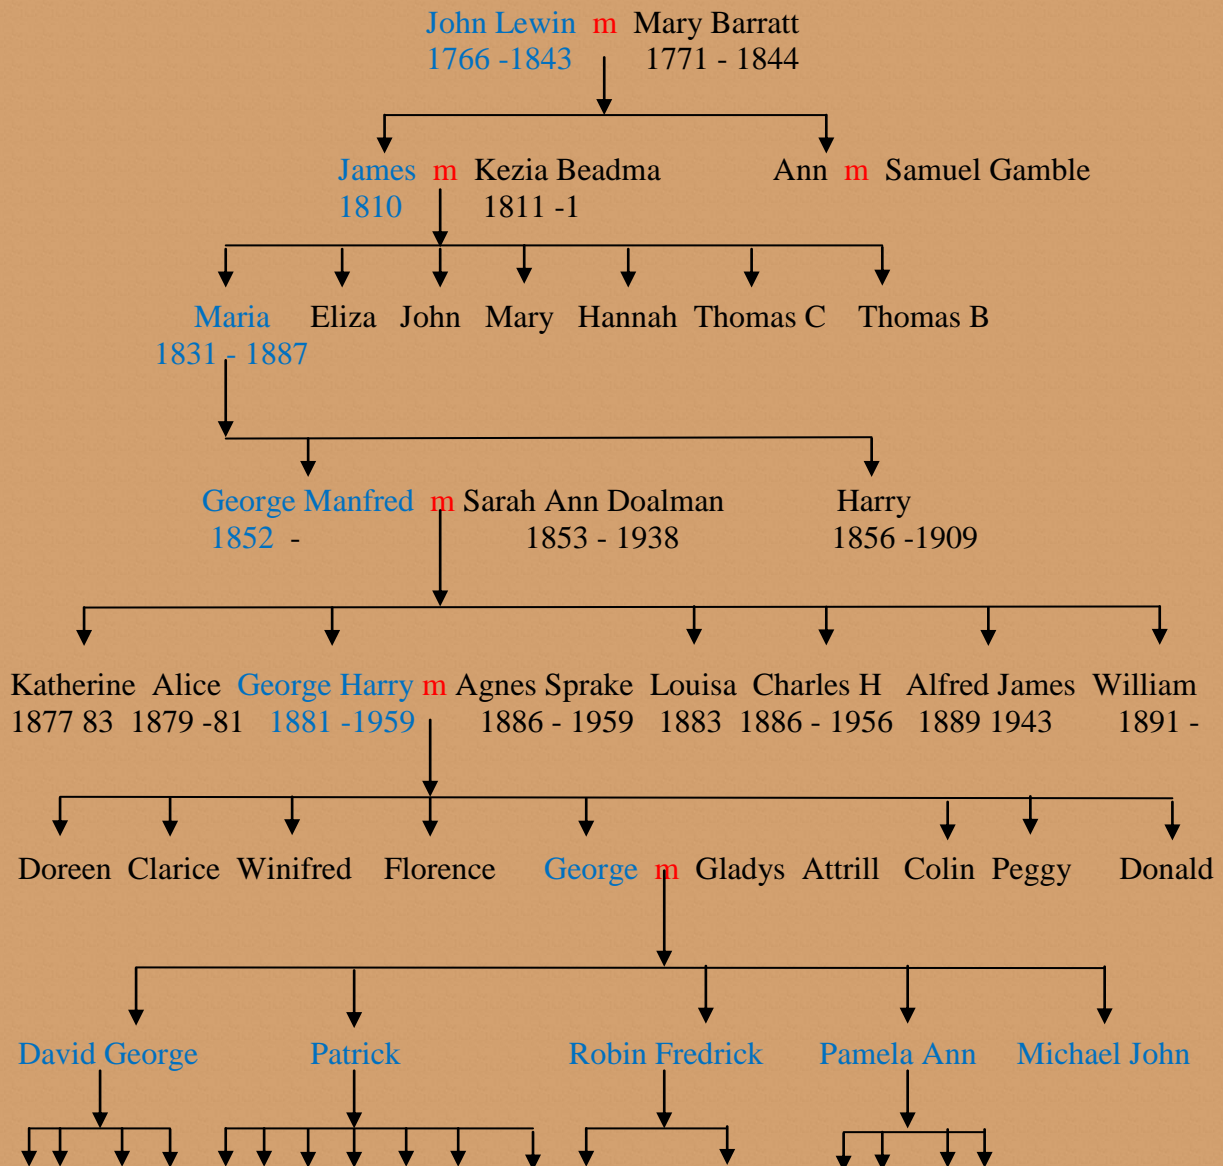 John Lewin m Mary Barratt
1766 -1843 1771 - 1844
James m Kezia Beadma Ann m Samuel Gamble
1810 1811 -1
Maria Eliza John Mary Hannah Thomas C Thomas B
1831 - 1887
George Manfred m Sarah Ann Doalman Harry
1852 - 1853 - 1938 1856 -1909
Katherine Alice George Harry m Agnes Sprake Louisa Charles H Alfred James William
1877 83 1879 -81 1881 -1959 1886 - 1959 1883 1886 - 1956 1889 1943 1891 -
Doreen Clarice Winifred Florence George m Gladys Attrill Colin Peggy Donald
David George Patrick Robin Fredrick Pamela Ann Michael John